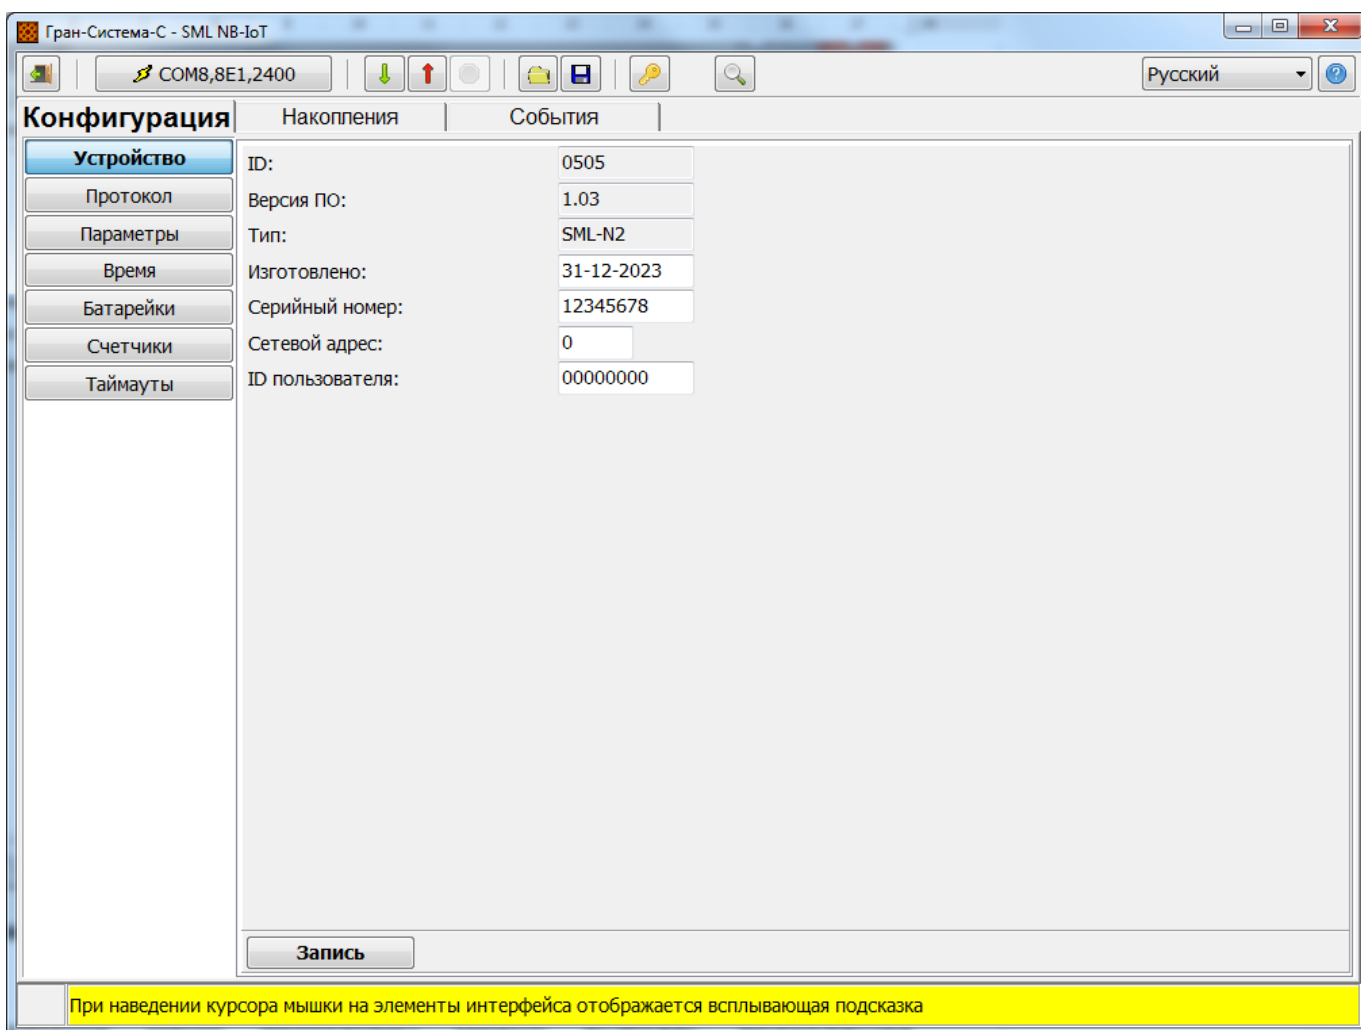 Гран-Система-С - SML NB-IoT
COM8,8E1,2400
Русский
Конфигурация
Накопления
События
Устройство
Протокол
Параметры
Время
Батарейки
Счетчики
Таймауты
ID: 0505
Версия ПО: 1.03
Тип: SML-N2
Изготовлено: 31-12-2023
Серийный номер: 12345678
Сетевой адрес: 0
ID пользователя: 00000000
Запись
При наведении курсора мышки на элементы интерфейса отображается всплывающая подсказка